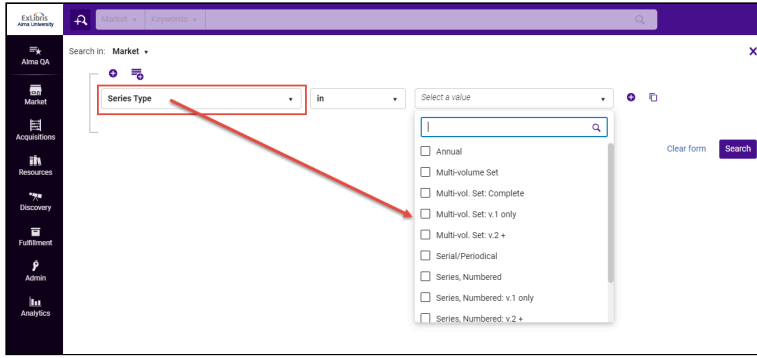 ExLibris
Alma University
Market Keywords
Alma QA
Market
Acquisitions
Resources
Discovery
Fulfillment
Admin
Analytics
Search in: Market
Series Type in Select a value
Annual
Multi-volume Set
Multi-vol. Set: Complete
Multi-vol. Set: v.1 only
Multi-vol. Set: v.2 +
Serial/Periodical
Series, Numbered
Series, Numbered: v.1 only
Series, Numbered: v.2 +
Clear form Search